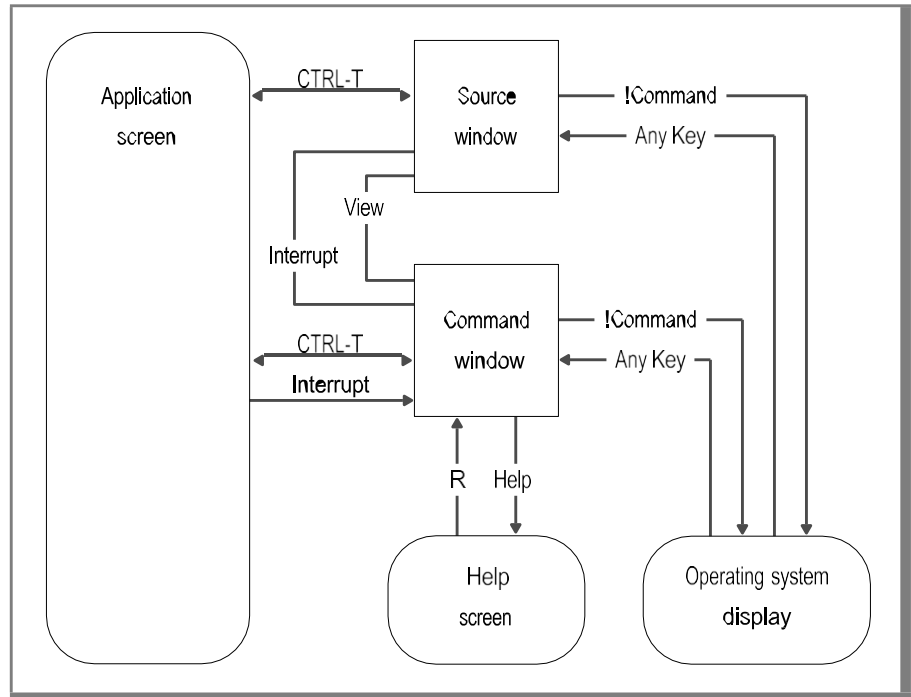 CTRL-T
Application
screen
Source
window
!Command
Any Key
View
Interrupt
Command
window
!Command
Any Key
CTRL-T
Interrupt
R
Help
Help
screen
Operating system
display